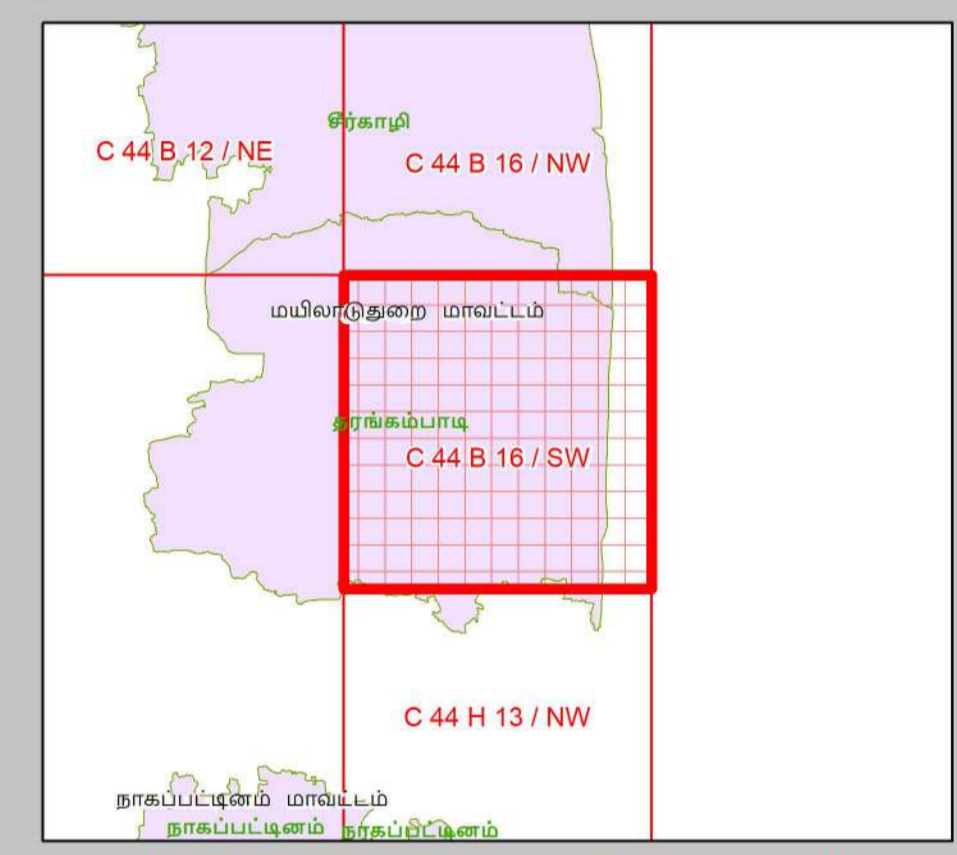 சீர்காழி
C 44 B 12 / NE
C 44 B 16 / NW
மயிலாடுதுறை மாவட்டம்
தரங்கம்பாடி
C 44 B 16 / SW
C 44 H 13 / NW
நாகப்பட்டினம் மாவட்டம்
நாகப்பட்டினம் நாகப்பட்டினம்